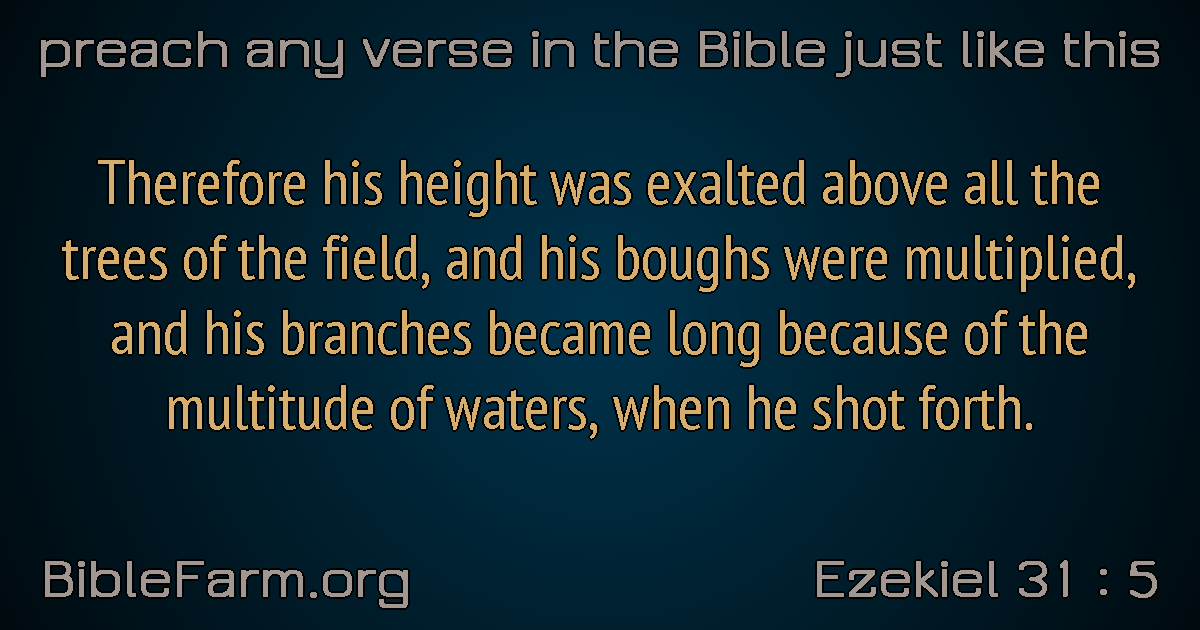 preach any verse in the Bible just like this
Therefore his height was exalted above all the
trees of the field, and his boughs were multiplied,
and his branches became long because of the
multitude of waters, when he shot forth.
BibleFarm.org
Ezekiel 31 : 5